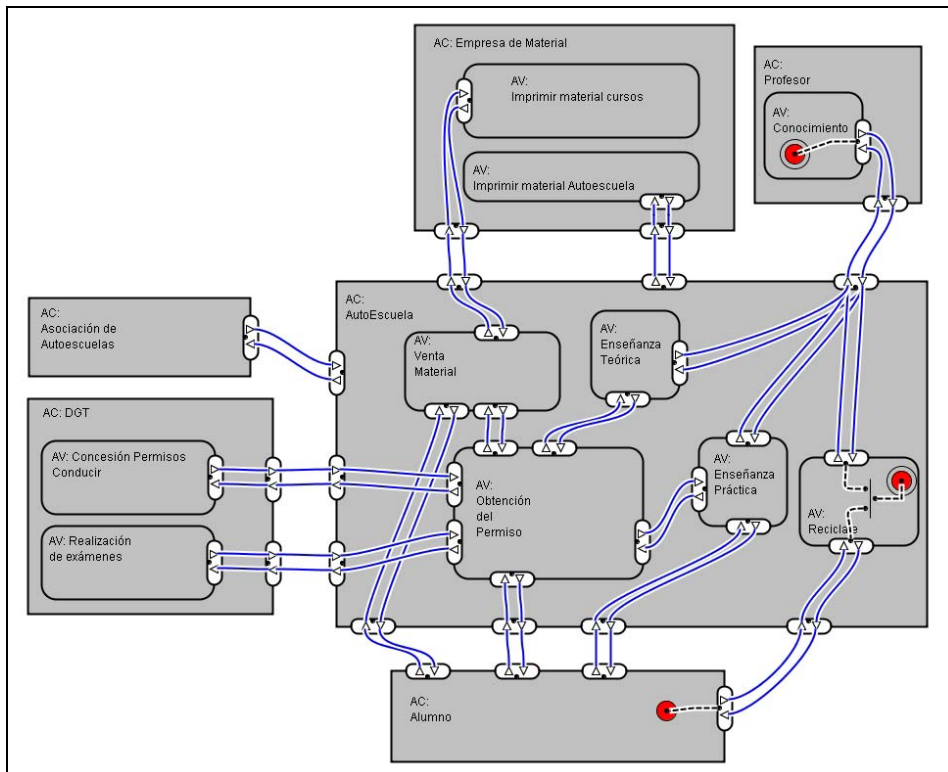 AC: Empresa de Material
AV:
Imprimir material cursos
AV:
Imprimir material Autoescuela
AC:
Profesor
AV:
Conocimiento
AC:
Asociación de
Autoescuelas
AC:
AutoEscuela
AV:
Venta
Material
AV:
Enseñanza
Teórica
AC: DGT
AV: Concesión Permisos
Conducir
AV: Realización
de exámenes
AV:
Obtención
del
Permiso
AV:
Enseñanza
Práctica
AV:
Reciclaje
AC:
Alumno